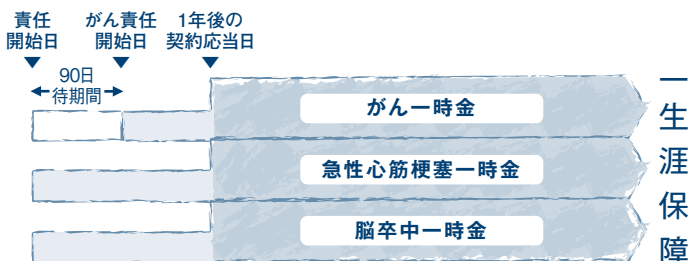 責任
開始日
がん責任
開始日
1年後の
契約応当日
90日
待期間
がん一時金
急性心筋梗塞一時金
脳卒中一時金
一生涯保障